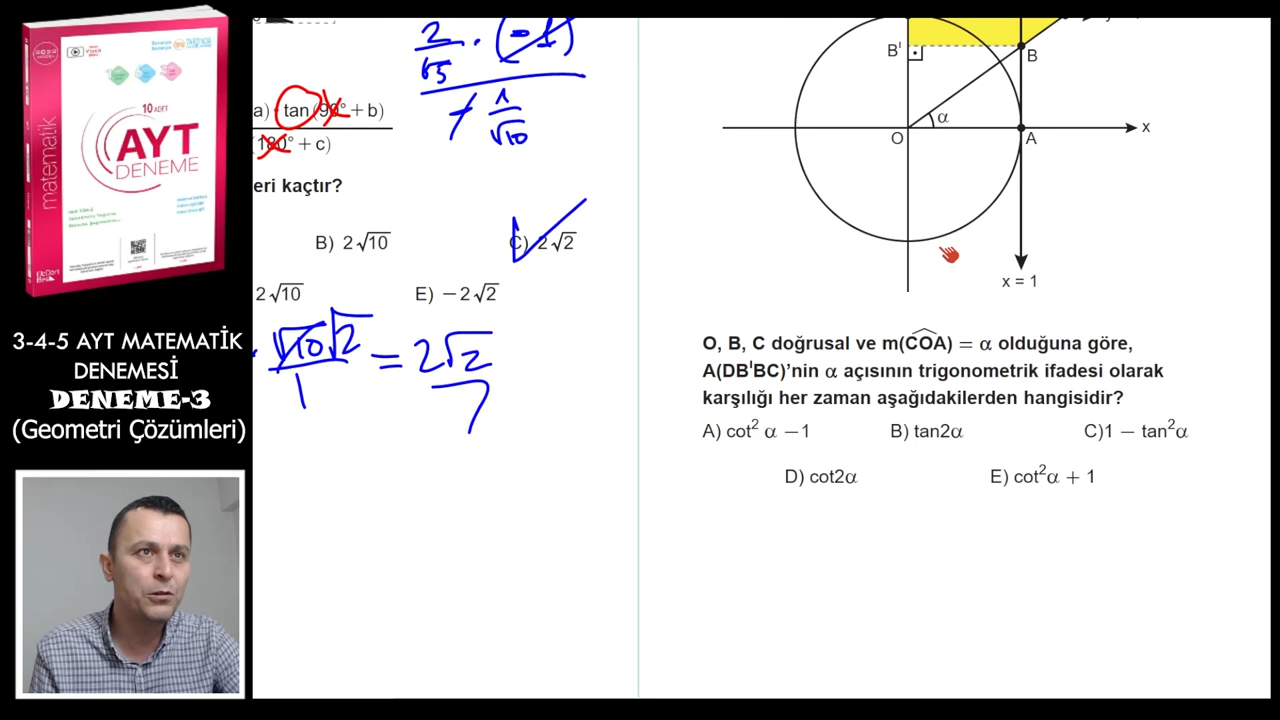 2022
matematik
10 ADET
AYT
DENEME
3-4-5 AYT MATEMATİK
DENEMESİ
DENEME-3
(Geometri Çözümleri)
2/√5 · (-1)
1/√10
a) · tan(90° + b)
(180° + c)
eri kaçtır?
B) 2√10
C) 2√2
2√10
E) −2√2
· √10 √2 / 1 = 2√2
B'
B
O
α
A
x
x = 1
O, B, C doğrusal ve m(COA) = α olduğuna göre,
A(DB'BC)'nin α açısının trigonometrik ifadesi olarak
karşılığı her zaman aşağıdakilerden hangisidir?
A) cot² α −1
B) tan2α
C)1 − tan²α
D) cot2α
E) cot²α + 1